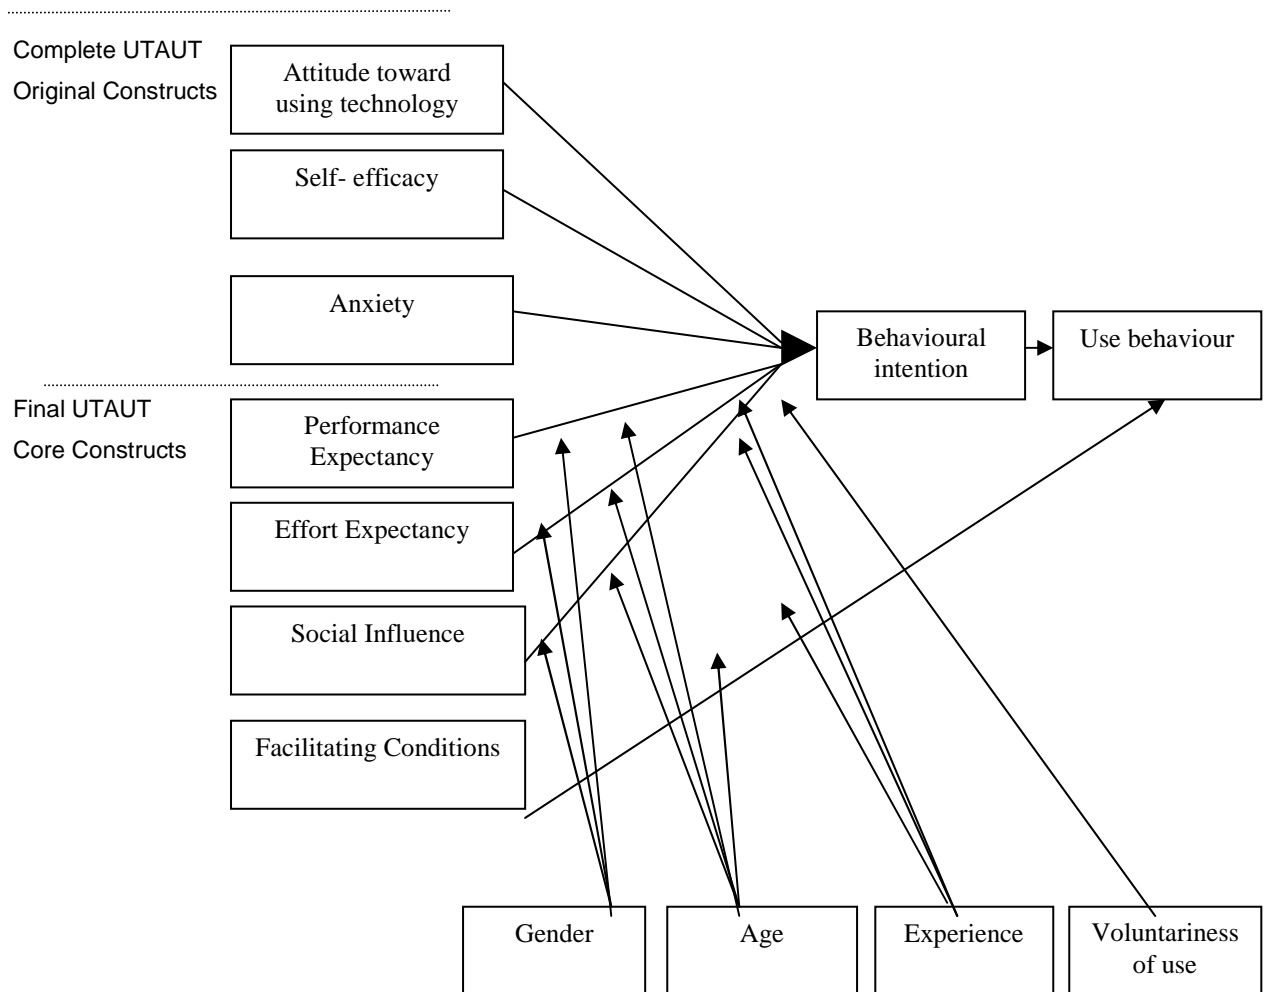 Complete UTAUT
Original Constructs
Attitude toward
using technology
Self- efficacy
Anxiety
Behavioural
intention
Use behaviour
Final UTAUT
Core Constructs
Performance
Expectancy
Effort Expectancy
Social Influence
Facilitating Conditions
Gender
Age
Experience
Voluntariness
of use